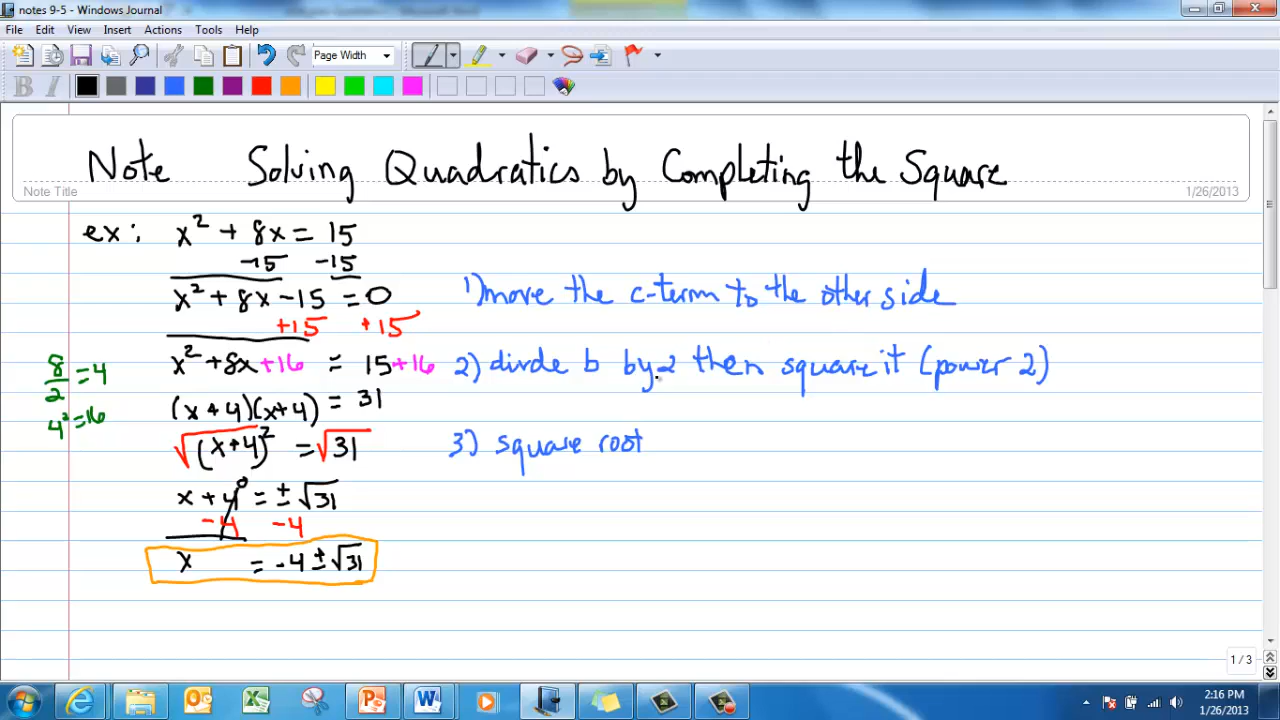 notes 9-5 - Windows Journal
File Edit View Insert Actions Tools Help
Page Width
B I
Note Solving Quadratics by Completing the Square
Note Title 1/26/2013
ex: x² + 8x = 15
-15 -15
x² + 8x - 15 = 0 1) move the c-term to the other side
+15 +15
8/2 = 4 x² + 8x + 16 = 15 + 16 2) divide b by 2 then square it (power 2)
4² = 16 (x + 4)(x + 4) = 31
√(x + 4)² = √31 3) square root
x + 4 = ± √31
-4 -4
x = -4 ± √31
1 / 3
2:16 PM
1/26/2013